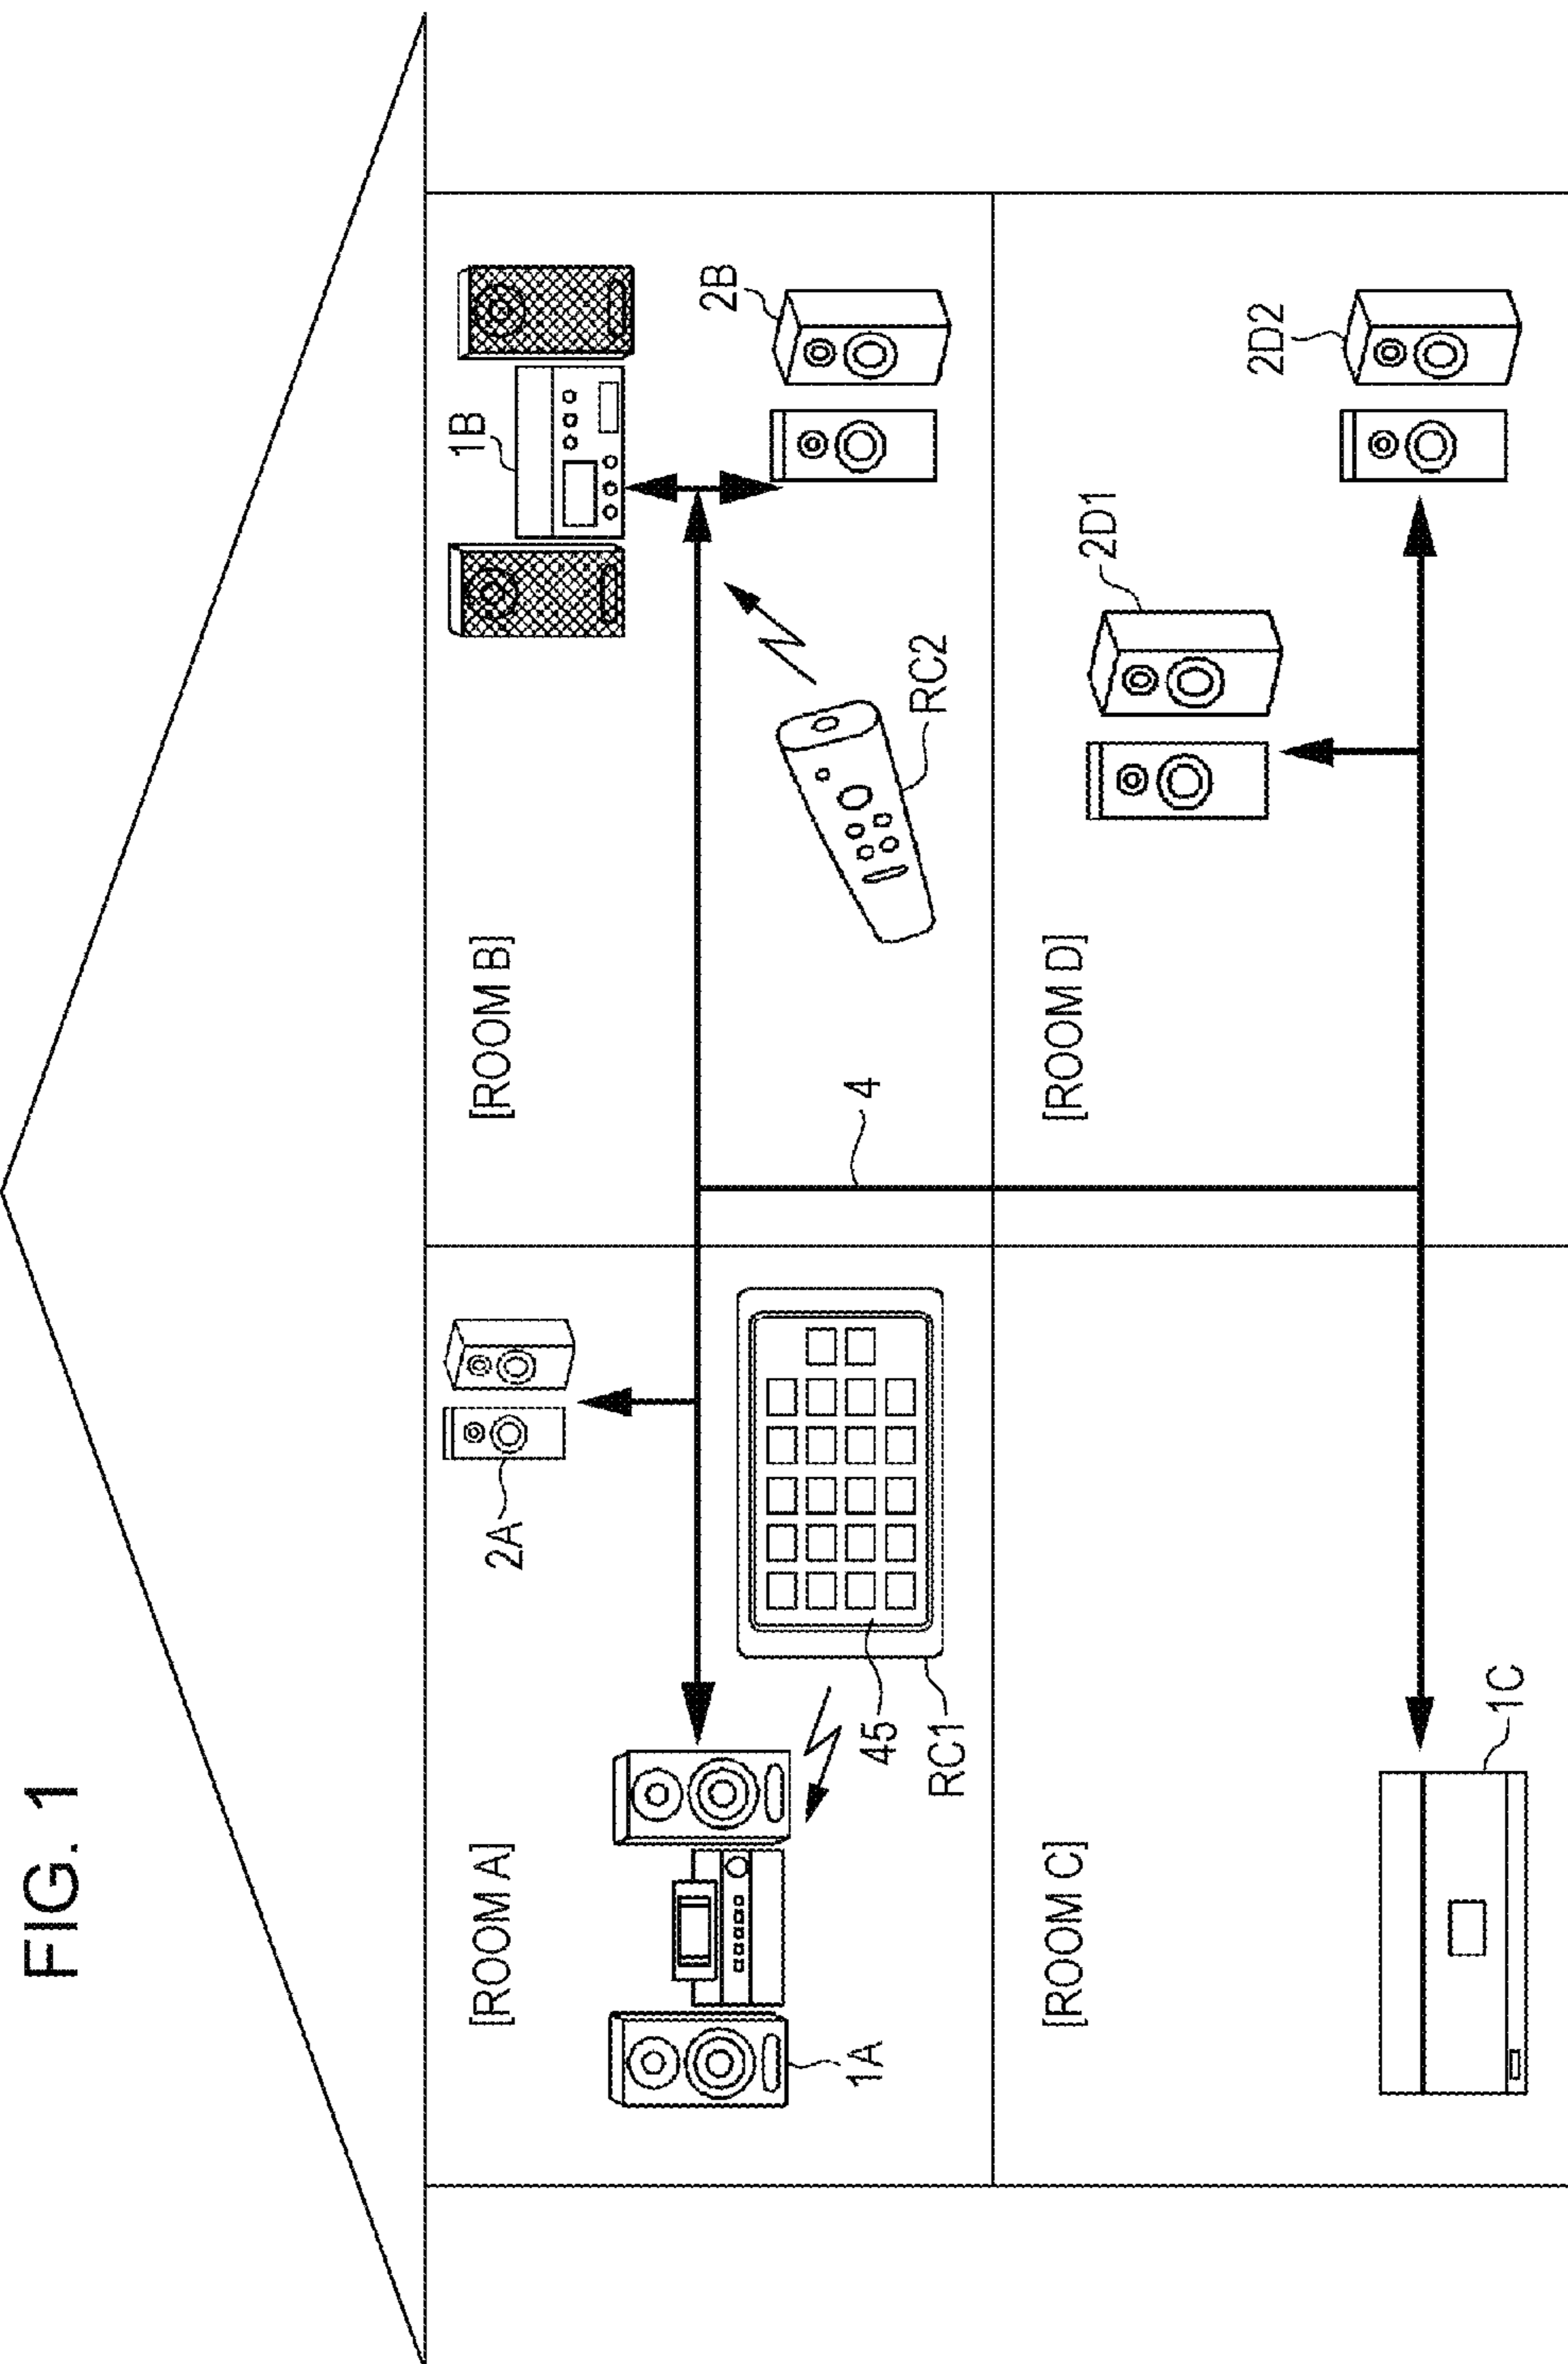 FIG. 1
[ROOM A]
1A
2A
45
RC1
[ROOM B]
1B
2B
RC2
4
[ROOM C]
1C
[ROOM D]
2D1
2D2